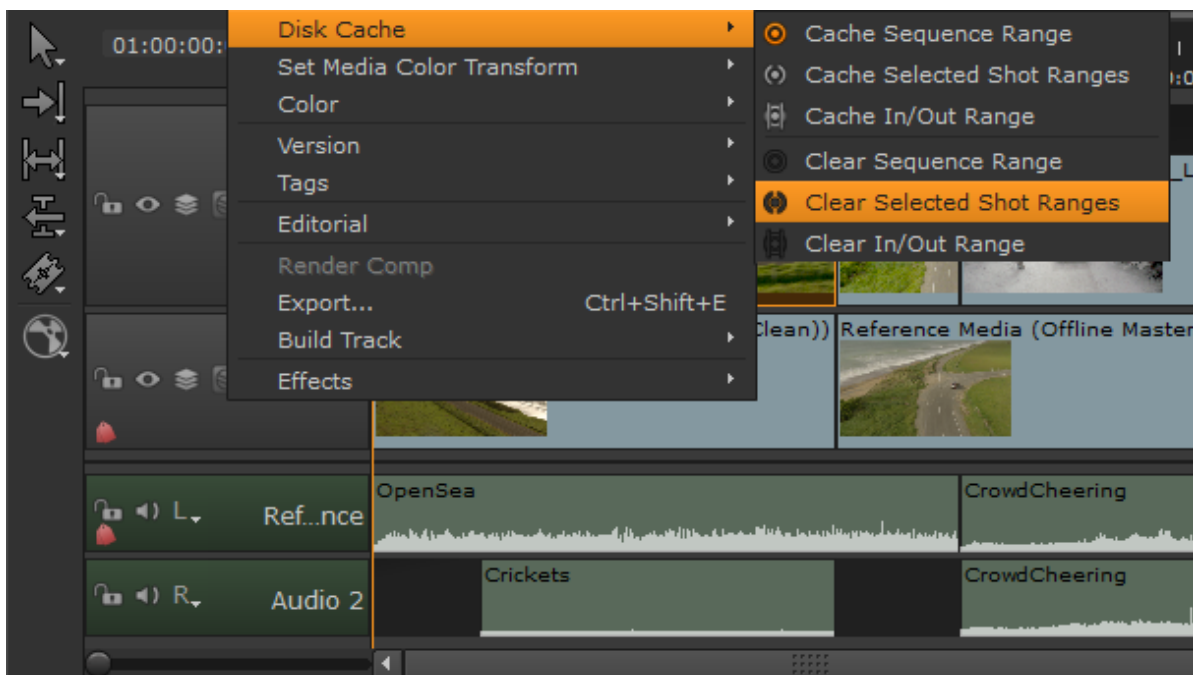 01:00:00:
Disk Cache
Set Media Color Transform
Color
Version
Tags
Editorial
Render Comp
Export... Ctrl+Shift+E
Build Track
Effects
Cache Sequence Range
Cache Selected Shot Ranges
Cache In/Out Range
Clear Sequence Range
Clear Selected Shot Ranges
Clear In/Out Range
_L
Clean)) Reference Media (Offline Master
L Ref...nce OpenSea CrowdCheering
R Audio 2 Crickets CrowdCheering